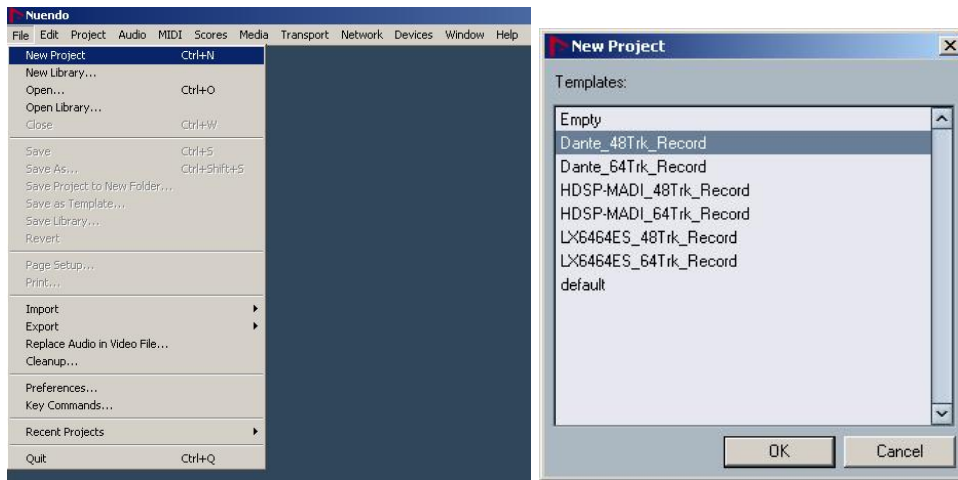 Nuendo
File Edit Project Audio MIDI Scores Media Transport Network Devices Window Help
New Project Ctrl+N
New Library...
Open... Ctrl+O
Open Library...
Close Ctrl+W
Save Ctrl+S
Save As... Ctrl+Shift+S
Save Project to New Folder...
Save as Template...
Save Library...
Revert
Page Setup...
Print...
Import
Export
Replace Audio in Video File...
Cleanup...
Preferences...
Key Commands...
Recent Projects
Quit Ctrl+Q
New Project
Templates:
Empty
Dante_48Trk_Record
Dante_64Trk_Record
HDSP-MADI_48Trk_Record
HDSP-MADI_64Trk_Record
LX6464ES_48Trk_Record
LX6464ES_64Trk_Record
default
OK Cancel